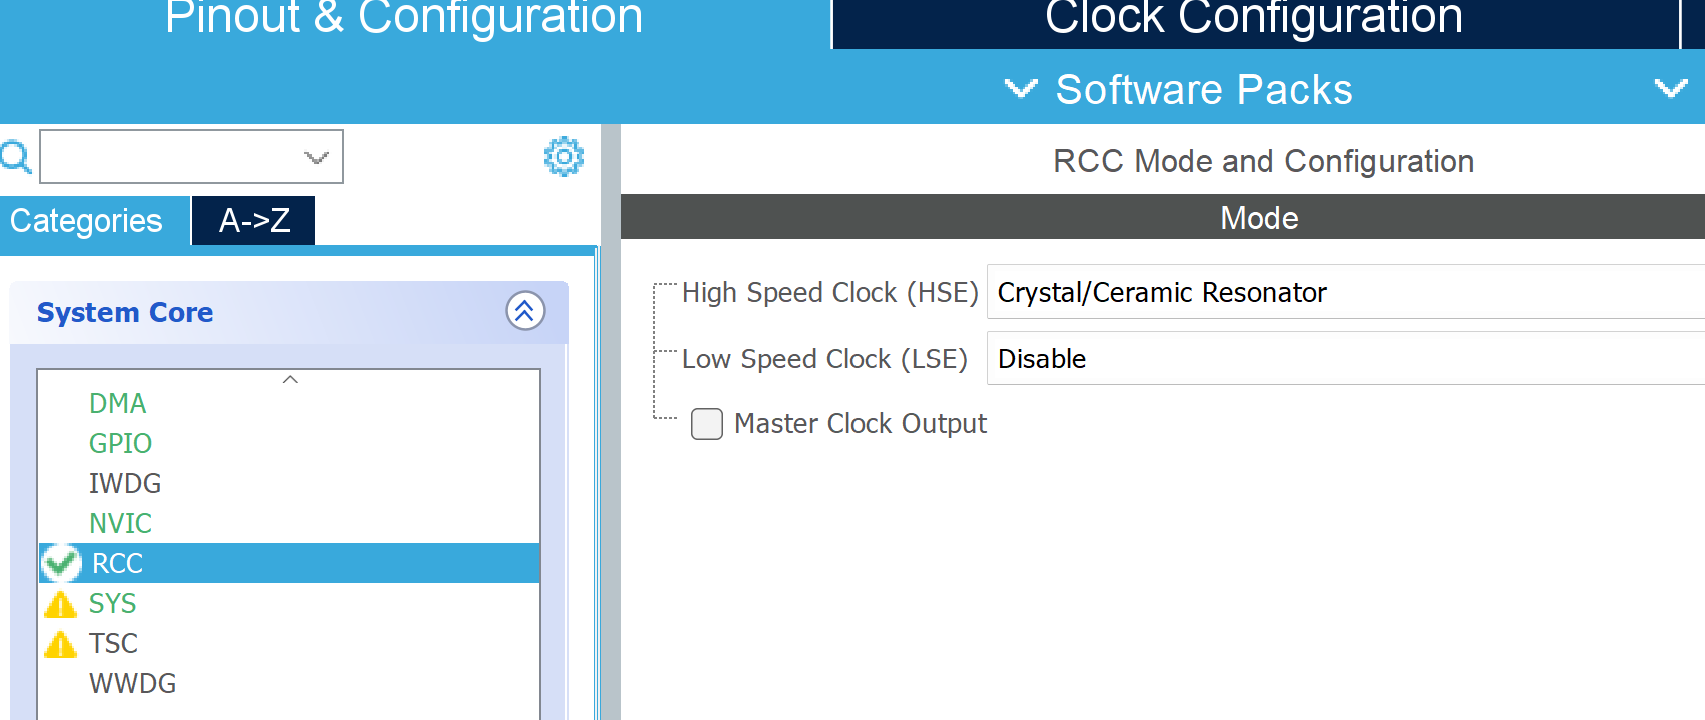 Pinout & Configuration
Clock Configuration
Software Packs
RCC Mode and Configuration
Categories
A->Z
Mode
High Speed Clock (HSE) Crystal/Ceramic Resonator
Low Speed Clock (LSE) Disable
Master Clock Output
System Core
DMA
GPIO
IWDG
NVIC
RCC
SYS
TSC
WWDG